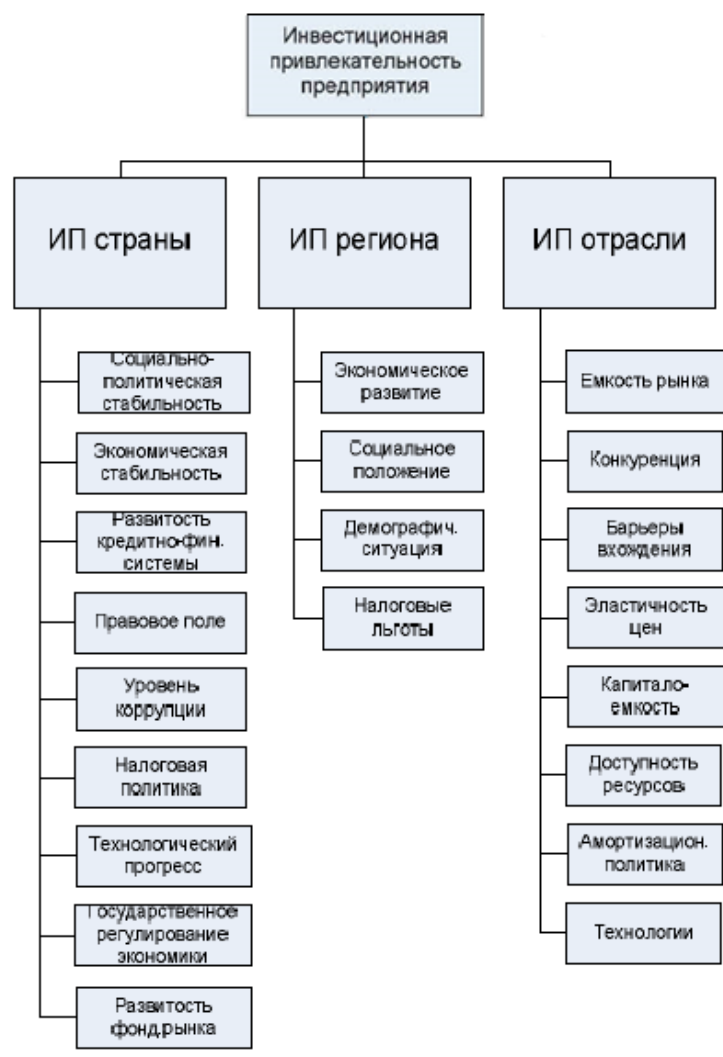 Инвестиционная
привлекательность
предприятия
ИП страны
ИП региона
ИП отрасли
Социально-
политическая
стабильность
Экономическая
стабильность
Развитость
кредитно-фин.
системы
Правовое поле
Уровень
коррупции
Налоговая
политика
Технологический
прогресс
Государственное
регулирование
экономики
Развитость
фонд.рынка
Экономическое
развитие
Социальное
положение
Демографич.
ситуация
Налоговые
льготы
Емкость рынка
Конкуренция
Барьеры
вхождения
Эластичность
цен
Капитало-
емкость
Доступность
ресурсов
Амортизацион.
политика
Технологии